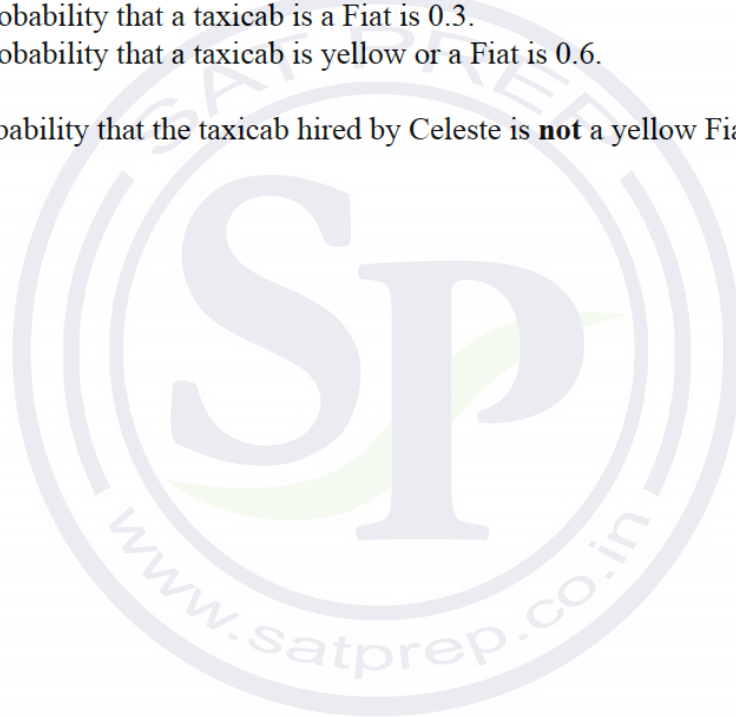 obability that a taxicab is a Fiat is 0.3.
obability that a taxicab is yellow or a Fiat is 0.6.
bability that the taxicab hired by Celeste is not a yellow Fia
SAT PREP
SP
www.satprep.co.in